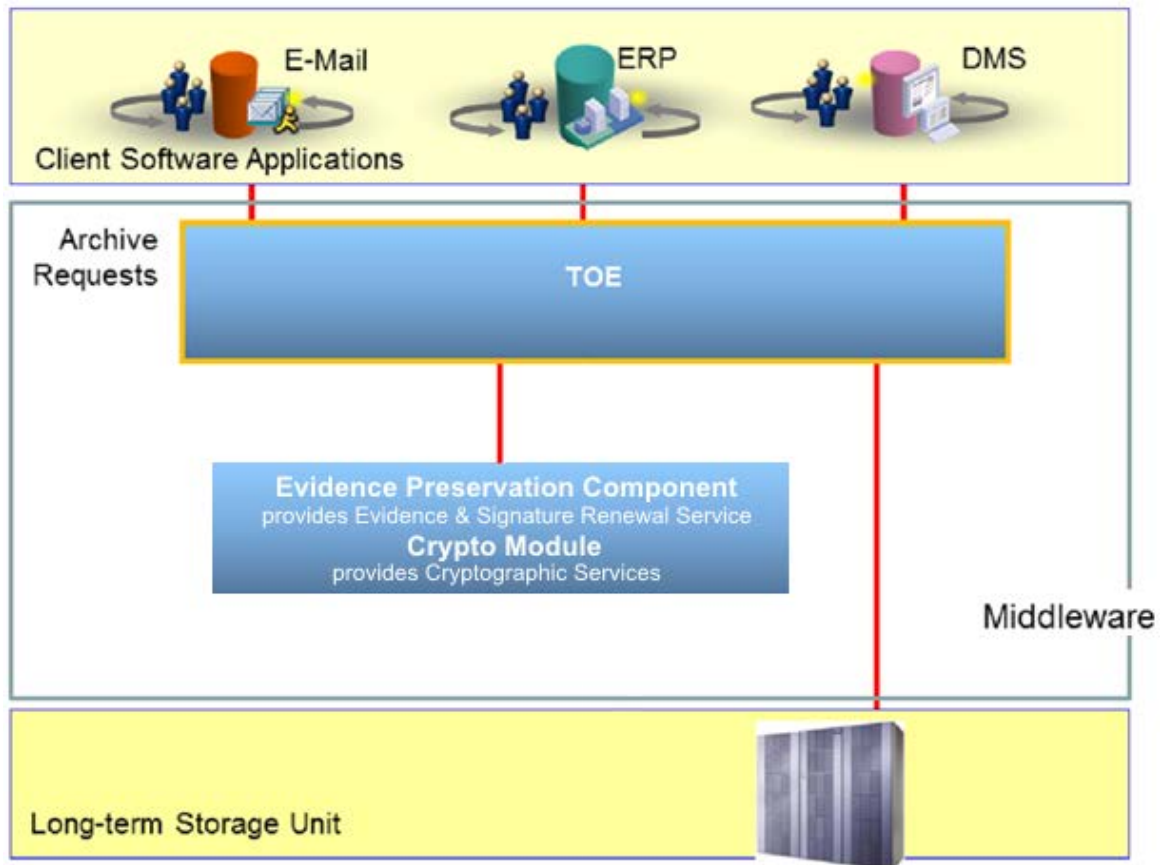 E-Mail
ERP
DMS
Client Software Applications
Archive
Requests
TOE
Evidence Preservation Component
provides Evidence & Signature Renewal Service
Crypto Module
provides Cryptographic Services
Middleware
Long-term Storage Unit